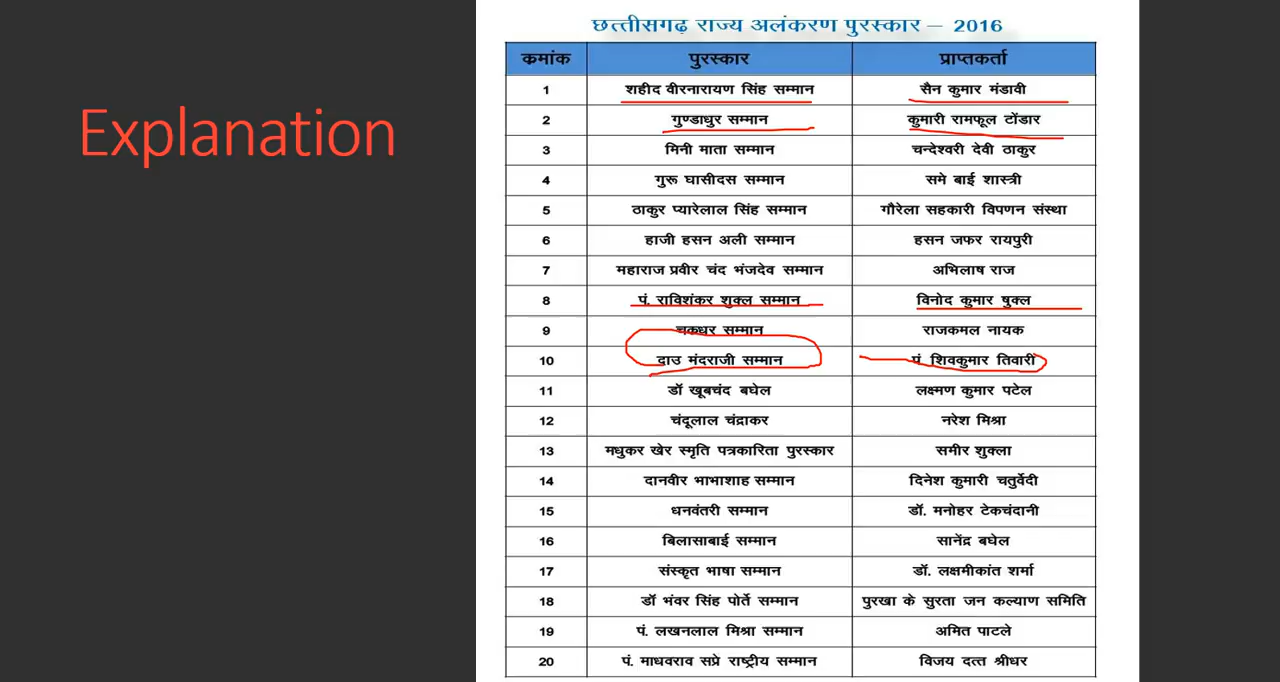 छत्तीसगढ़ राज्य अलंकरण पुरस्कार – 2016
Explanation
कमांक पुरस्कार प्राप्तकर्ता
1 शहीद वीरनारायण सिंह सम्मान सैन कुमार मंडावी
2 गुण्डाधुर सम्मान कुमारी रामफूल टोंडार
3 मिनी माता सम्मान चन्देश्वरी देवी ठाकुर
4 गुरू घासीदस सम्मान समे बाई शास्त्री
5 ठाकुर प्यारेलाल सिंह सम्मान गौरेला सहकारी विपणन संस्था
6 हाजी हसन अली सम्मान हसन जफर रायपुरी
7 महाराज प्रवीर चंद भंजदेव सम्मान अभिलाष राज
8 पं. राविशंकर शुक्ल सम्मान विनोद कुमार षुक्ल
9 चकधर सम्मान राजकमल नायक
10 दाउ मंदराजी सम्मान पं शिवकुमार तिवारी
11 डॉ खूबचंद बघेल लक्ष्मण कुमार पटेल
12 चंदूलाल चंद्राकर नरेश मिश्रा
13 मधुकर खेर स्मृति पत्रकारिता पुरस्कार समीर शुक्ला
14 दानवीर भाभाशाह सम्मान दिनेश कुमारी चतुर्वेदी
15 धनवंतरी सम्मान डॉ. मनोहर टेकचंदानी
16 बिलासाबाई सम्मान सानेंद्र बघेल
17 संस्कृत भाषा सम्मान डॉ. लक्षमीकांत शर्मा
18 डॉ भंवर सिंह पोर्ते सम्मान पुरखा के सुरता जन कल्याण समिति
19 पं. लखनलाल मिश्रा सम्मान अमित पाटले
20 पं. माधवराव सप्रे राष्ट्रीय सम्मान विजय दत्त श्रीधर